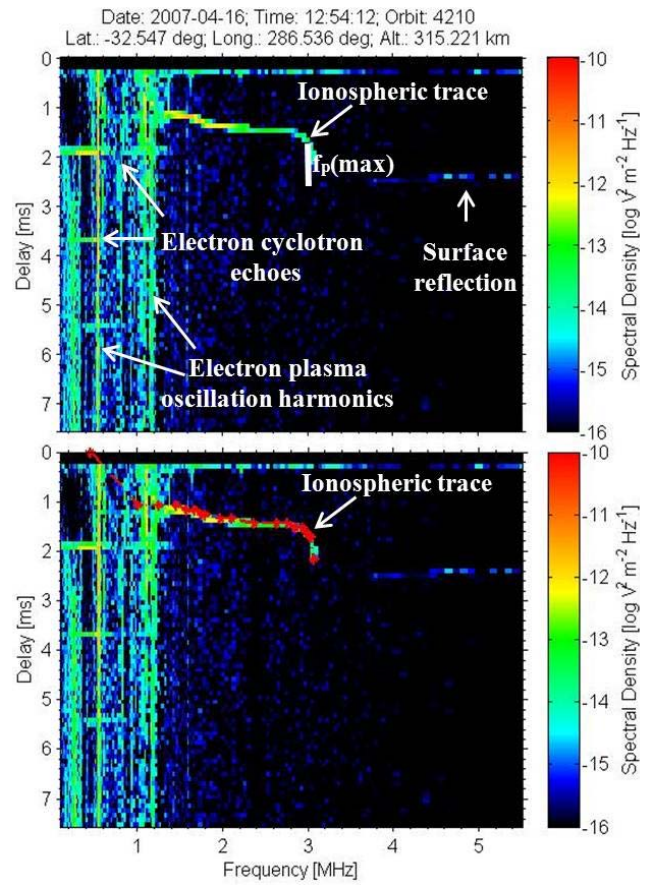 Date: 2007-04-16; Time: 12:54:12; Orbit: 4210
Lat.: -32.547 deg; Long.: 286.536 deg; Alt.: 315.221 km
0
1
2
3
4
5
6
7
Delay [ms]
Ionospheric trace
fp(max)
Electron cyclotron
echoes
Surface
reflection
Electron plasma
oscillation harmonics
-10
-11
-12
-13
-14
-15
-16
Spectral Density [log V² m⁻² Hz⁻¹]
0
1
2
3
4
5
6
7
Delay [ms]
Ionospheric trace
1 2 3 4 5
Frequency [MHz]
-10
-11
-12
-13
-14
-15
-16
Spectral Density [log V² m⁻² Hz⁻¹]